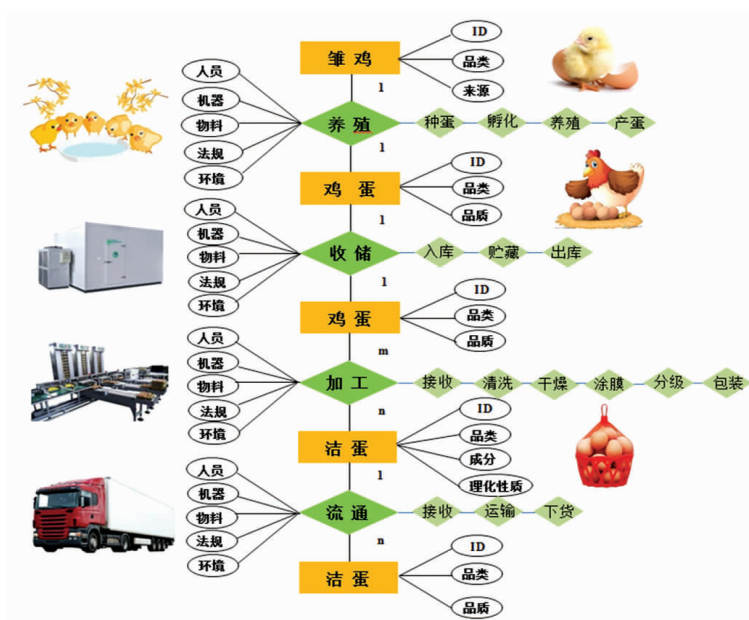 雏鸡
ID
品类
来源
1
人员
机器
物料
法规
环境
养殖
种蛋
孵化
养殖
产蛋
1
鸡蛋
ID
品类
品质
1
人员
机器
物料
法规
环境
收储
入库
贮藏
出库
1
鸡蛋
ID
品类
品质
m
人员
机器
物料
法规
环境
加工
接收
清洗
干燥
涂膜
分级
包装
n
洁蛋
ID
品类
成分
理化性质
1
人员
机器
物料
法规
环境
流通
接收
运输
下货
n
洁蛋
ID
品类
品质